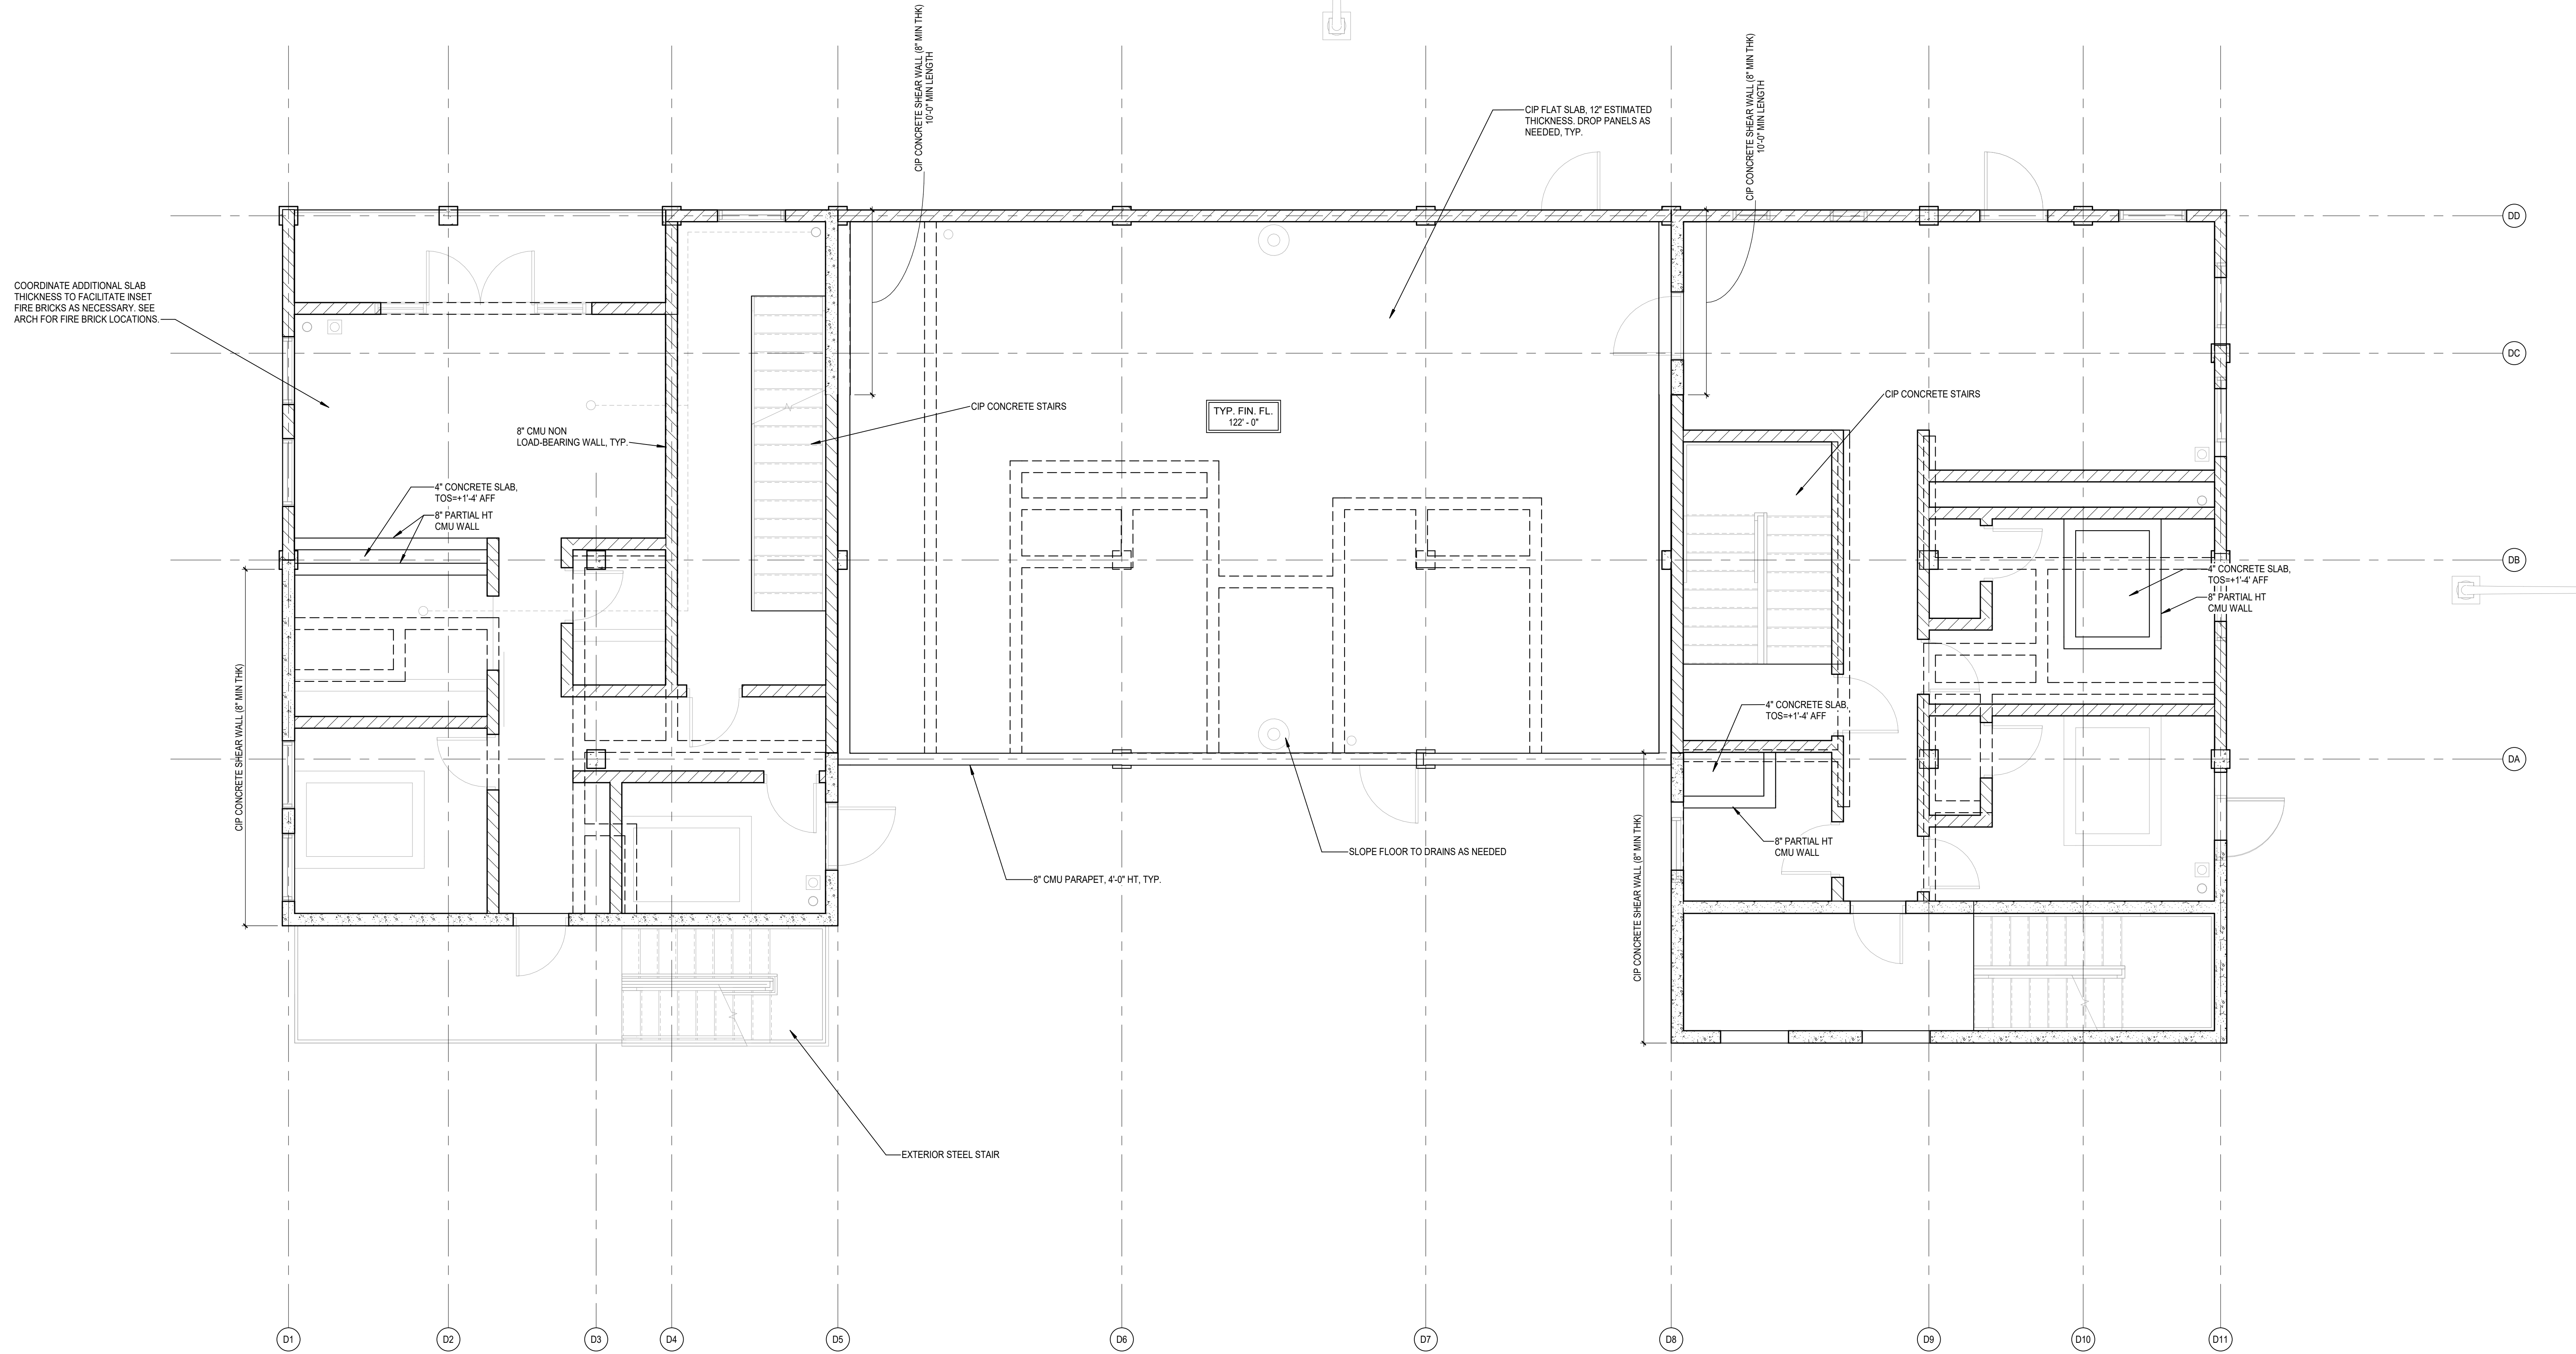 CIP CONCRETE SHEAR WALL (8" MIN THK)
10'-0" MIN LENGTH
CIP CONCRETE SHEAR WALL (8" MIN THK)
10'-0" MIN LENGTH
CIP FLAT SLAB, 12" ESTIMATED
THICKNESS. DROP PANELS AS
NEEDED, TYP.
DD
COORDINATE ADDITIONAL SLAB
THICKNESS TO FACILITATE INSET
FIRE BRICKS AS NECESSARY. SEE
ARCH FOR FIRE BRICK LOCATIONS.
DC
CIP CONCRETE STAIRS
CIP CONCRETE STAIRS
TYP. FIN. FL.
122' - 0"
8" CMU NON
LOAD-BEARING WALL, TYP.
4" CONCRETE SLAB,
TOS=+1'-4' AFF
8" PARTIAL HT
CMU WALL
DB
4" CONCRETE SLAB,
TOS=+1'-4' AFF
8" PARTIAL HT
CMU WALL
CIP CONCRETE SHEAR WALL (8" MIN THK)
4" CONCRETE SLAB,
TOS=+1'-4' AFF
DA
8" PARTIAL HT
CMU WALL
SLOPE FLOOR TO DRAINS AS NEEDED
8" CMU PARAPET, 4'-0" HT, TYP.
CIP CONCRETE SHEAR WALL (8" MIN THK)
EXTERIOR STEEL STAIR
D1
D2
D3
D4
D5
D6
D7
D8
D9
D10
D11